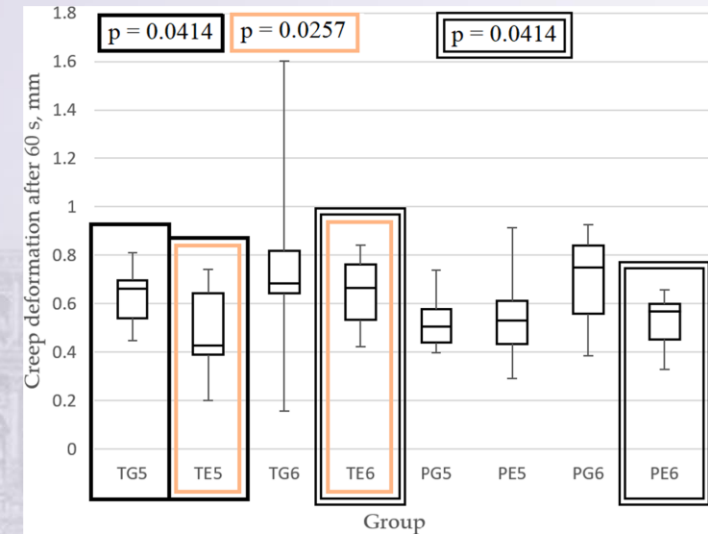 1.8
p = 0.0414 p = 0.0257 p = 0.0414
1.6
1.4
1.2
1
0.8
0.6
0.4
0.2
0
Creep deformation after 60 s, mm
TG5 TE5 TG6 TE6 PG5 PE5 PG6 PE6
Group